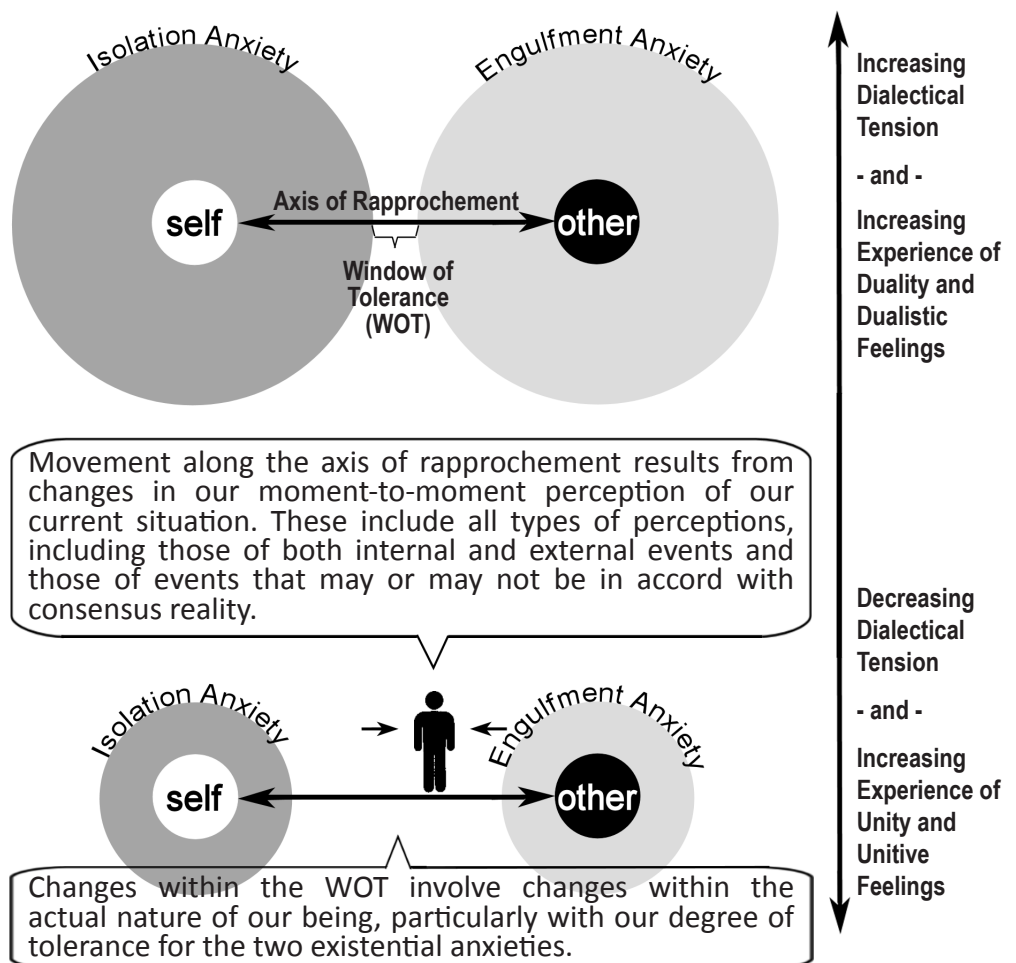 Isolation Anxiety
Engulfment Anxiety
self
Axis of Rapprochement
other
Window of
Tolerance
(WOT)
Increasing
Dialectical
Tension
- and -
Increasing
Experience of
Duality and
Dualistic
Feelings
Movement along the axis of rapprochement results from
changes in our moment-to-moment perception of our
current situation. These include all types of perceptions,
including those of both internal and external events and
those of events that may or may not be in accord with
consensus reality.
Isolation Anxiety
Engulfment Anxiety
self
other
Decreasing
Dialectical
Tension
- and -
Increasing
Experience of
Unity and
Unitive
Feelings
Changes within the WOT involve changes within the
actual nature of our being, particularly with our degree of
tolerance for the two existential anxieties.